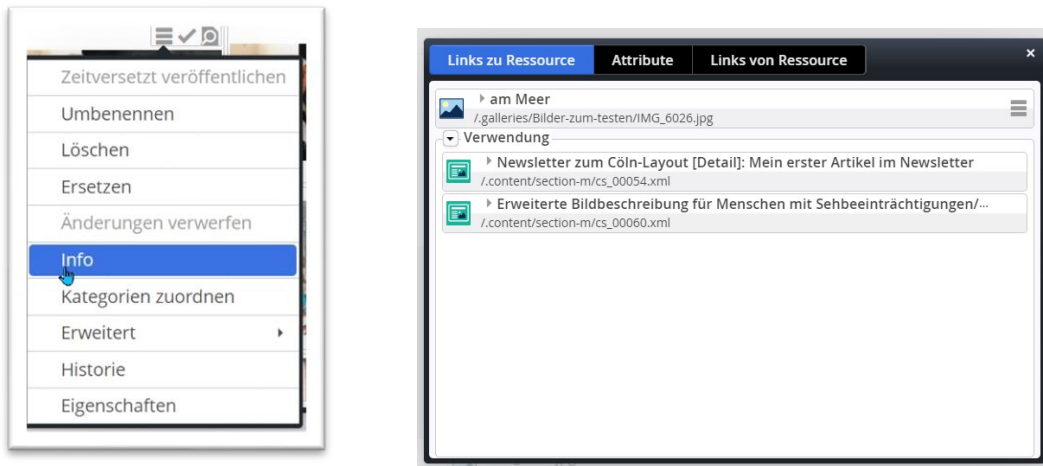 Zeitversetzt veröffentlichen
Umbenennen
Löschen
Ersetzen
Änderungen verwerfen
Info
Kategorien zuordnen
Erweitert
Historie
Eigenschaften
Links zu Ressource Attribute Links von Ressource
am Meer
/.galleries/Bilder-zum-testen/IMG_6026.jpg
Verwendung
Newsletter zum Cöln-Layout [Detail]: Mein erster Artikel im Newsletter
/.content/section-m/cs_00054.xml
Erweiterte Bildbeschreibung für Menschen mit Sehbeeinträchtigungen/...
/.content/section-m/cs_00060.xml